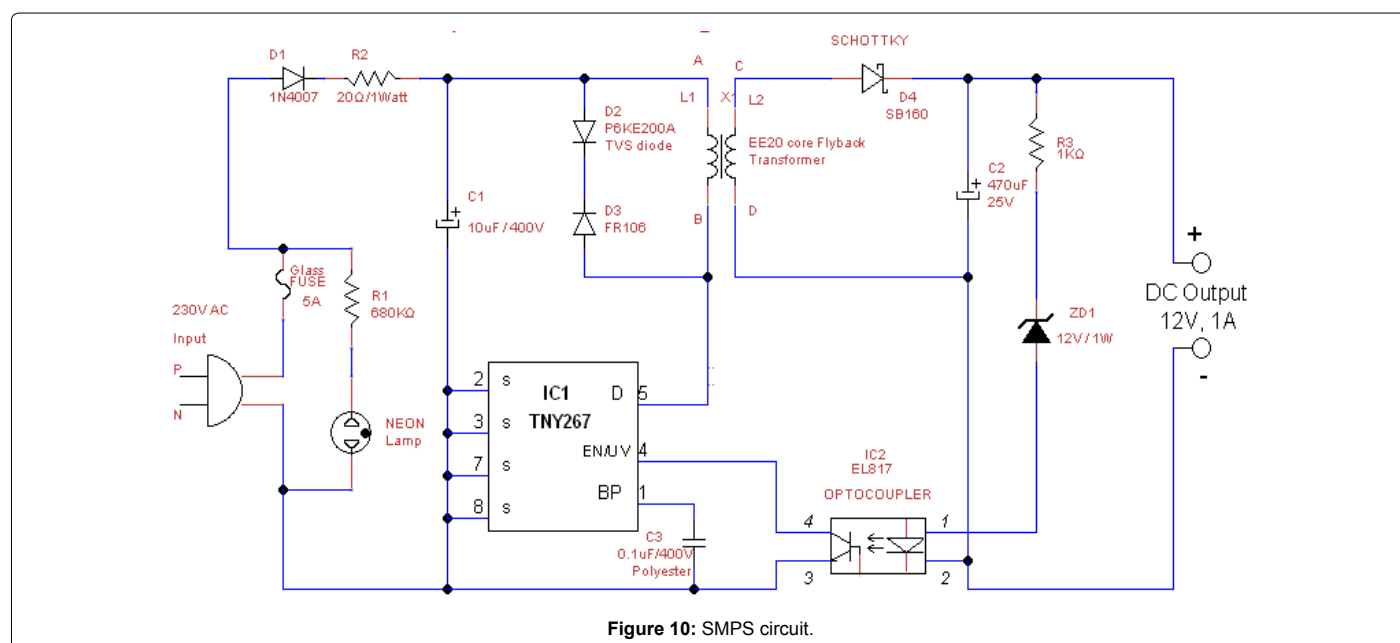 SCHOTTKY
D1
R2
1N4007
20Ω/1Watt
A
C
L1
X1
L2
D4
SB160
D2
P6KE200A
TVS diode
EE20 core Flyback
Transformer
R3
1KΩ
C2
470uF
25V
C1
10uF/400V
D3
FR106
B
D
+
DC Output
12V, 1A
-
Glass
FUSE
5A
R1
680KΩ
230V AC
Input
P
N
ZD1
12V/1W
NEON
Lamp
2
S
IC1
TNY267
D
5
3
S
EN/UV
4
7
S
BP
1
8
S
IC2
EL817
OPTOCOUPLER
C3
0.1uF/400V
Polyester
4
1
3
2
Figure 10: SMPS circuit.